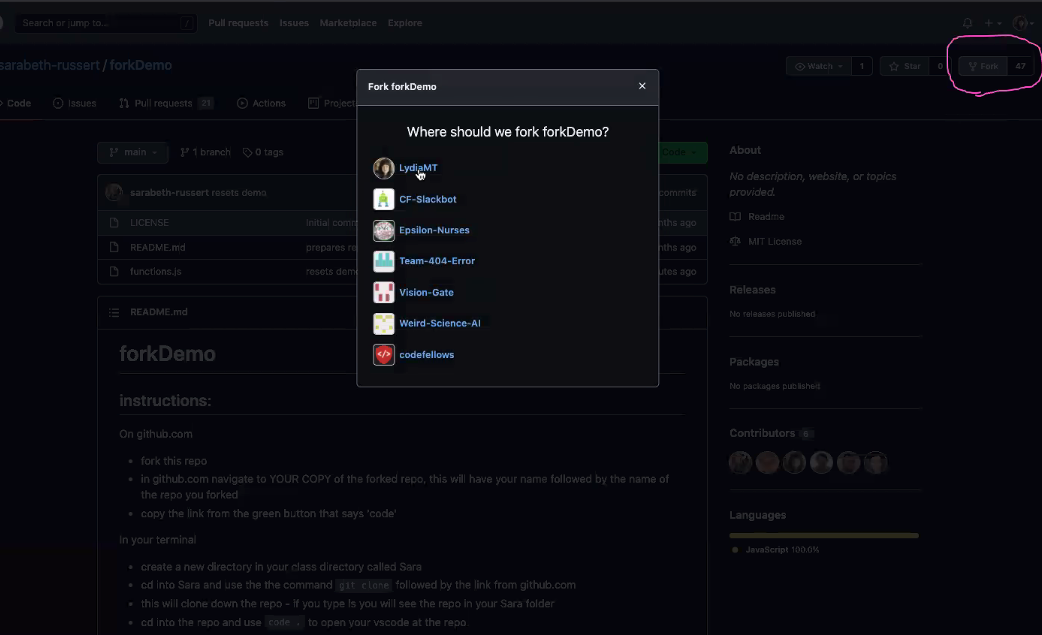 Search or jump to... /
Pull requests Issues Marketplace Explore
sarabeth-russert / forkDemo
Watch 1 Star 0 Fork 47
Code Issues Pull requests 21 Actions Project
Fork forkDemo
Where should we fork forkDemo?
LydiaMT
CF-Slackbot
Epsilon-Nurses
Team-404-Error
Vision-Gate
Weird-Science-AI
codefellows
main 1 branch 0 tags Code
sarabeth-russert resets demo commits
LICENSE Initial commi nths ago
README.md prepares re nths ago
functions.js resets demo utes ago
README.md
forkDemo
instructions:
On github.com
fork this repo
in github.com navigate to YOUR COPY of the forked repo, this will have your name followed by the name of
the repo you forked
copy the link from the green button that says 'code'
In your terminal
create a new directory in your class directory called Sara
cd into Sara and use the the command git clone followed by the link from github.com
this will clone down the repo - if you type ls you will see the repo in your Sara folder
cd into the repo and use code . to open your vscode at the repo
About
No description, website, or topics
provided.
Readme
MIT License
Releases
No releases published
Packages
No packages published
Contributors 6
Languages
JavaScript 100.0%